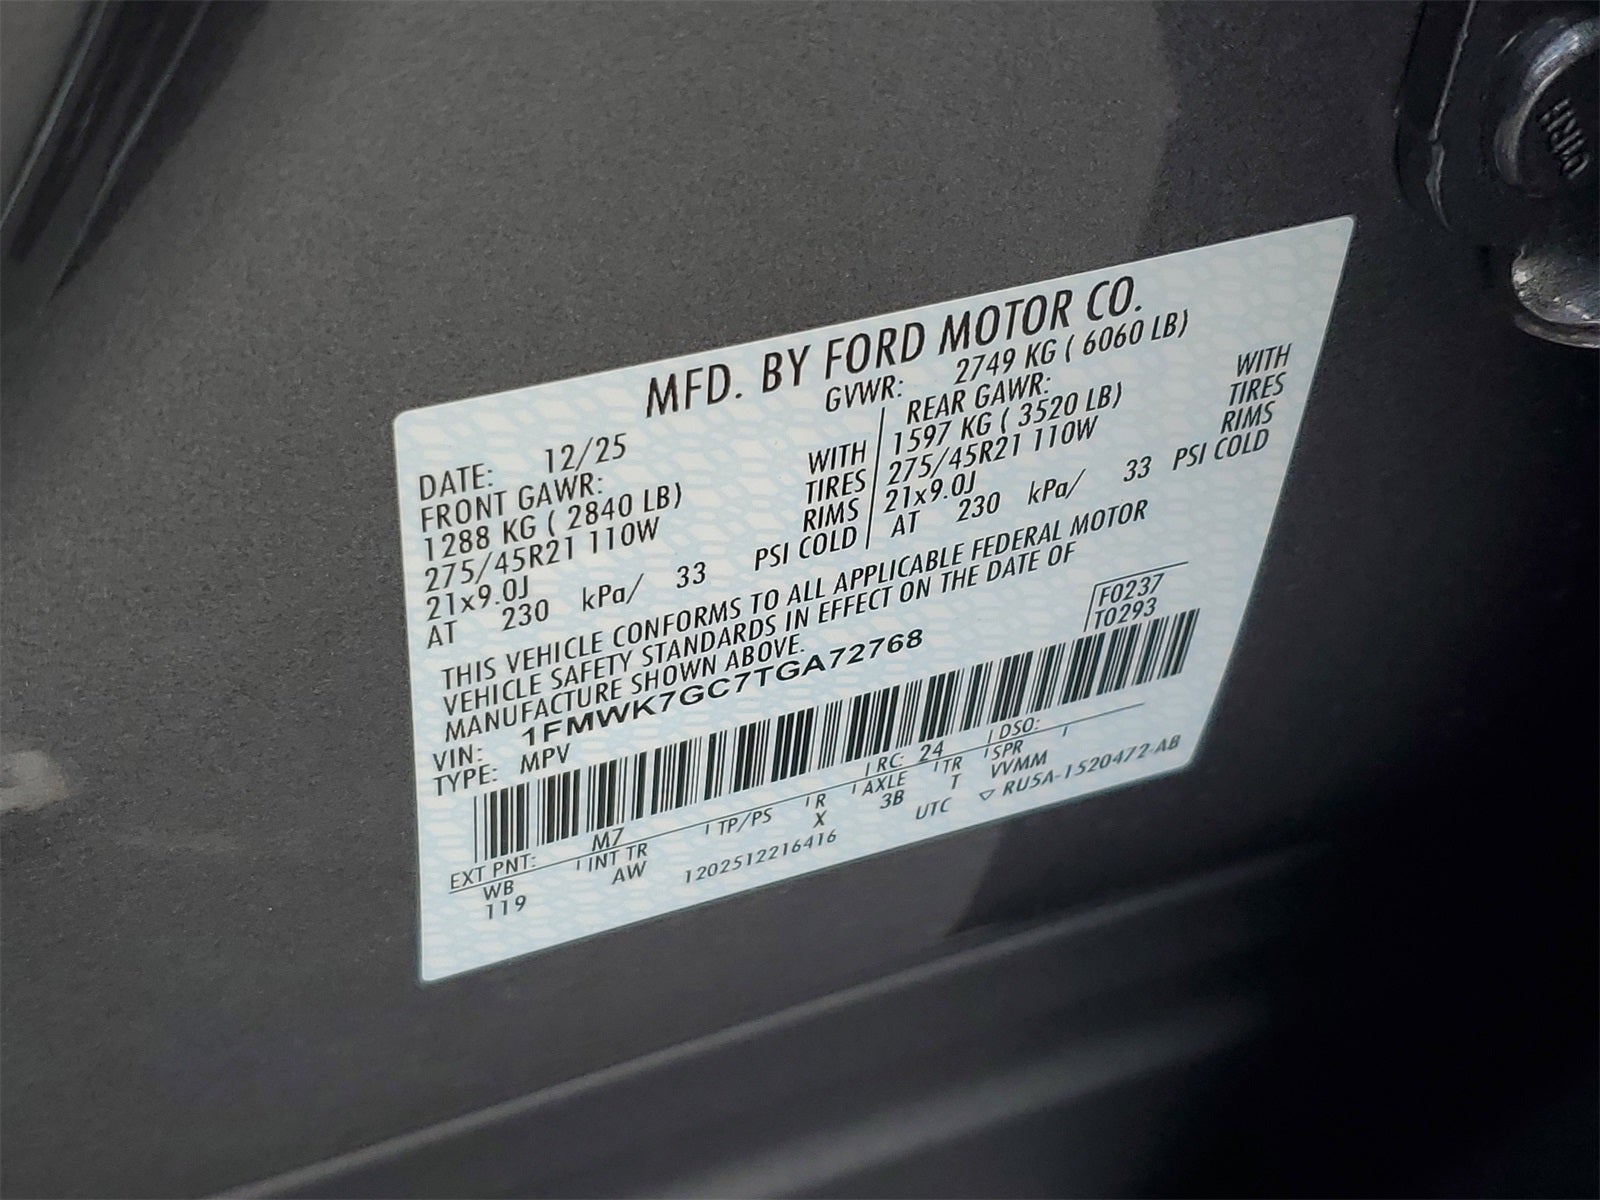 MFD. BY FORD MOTOR CO.
DATE: 12/25 GVWR: 2749 KG ( 6060 LB)
FRONT GAWR: WITH REAR GAWR: WITH
1288 KG ( 2840 LB) TIRES 1597 KG ( 3520 LB) TIRES
275/45R21 110W RIMS 275/45R21 110W RIMS
21x9.0J PSI COLD 21x9.0J PSI COLD
AT 230 kPa/ 33 AT 230 kPa/ 33
THIS VEHICLE CONFORMS TO ALL APPLICABLE FEDERAL MOTOR
VEHICLE SAFETY STANDARDS IN EFFECT ON THE DATE OF
MANUFACTURE SHOWN ABOVE.
F0237
T0293
VIN: 1FMWK7GC7TGA72768
TYPE: MPV
EXT PNT: M7 RC: 24 DSO:
WB INT TR TP/PS R AXLE TR SPR
119 AW X 3B T VVMM
1202512216416 UTC ▽ RU5A-1520472-AB